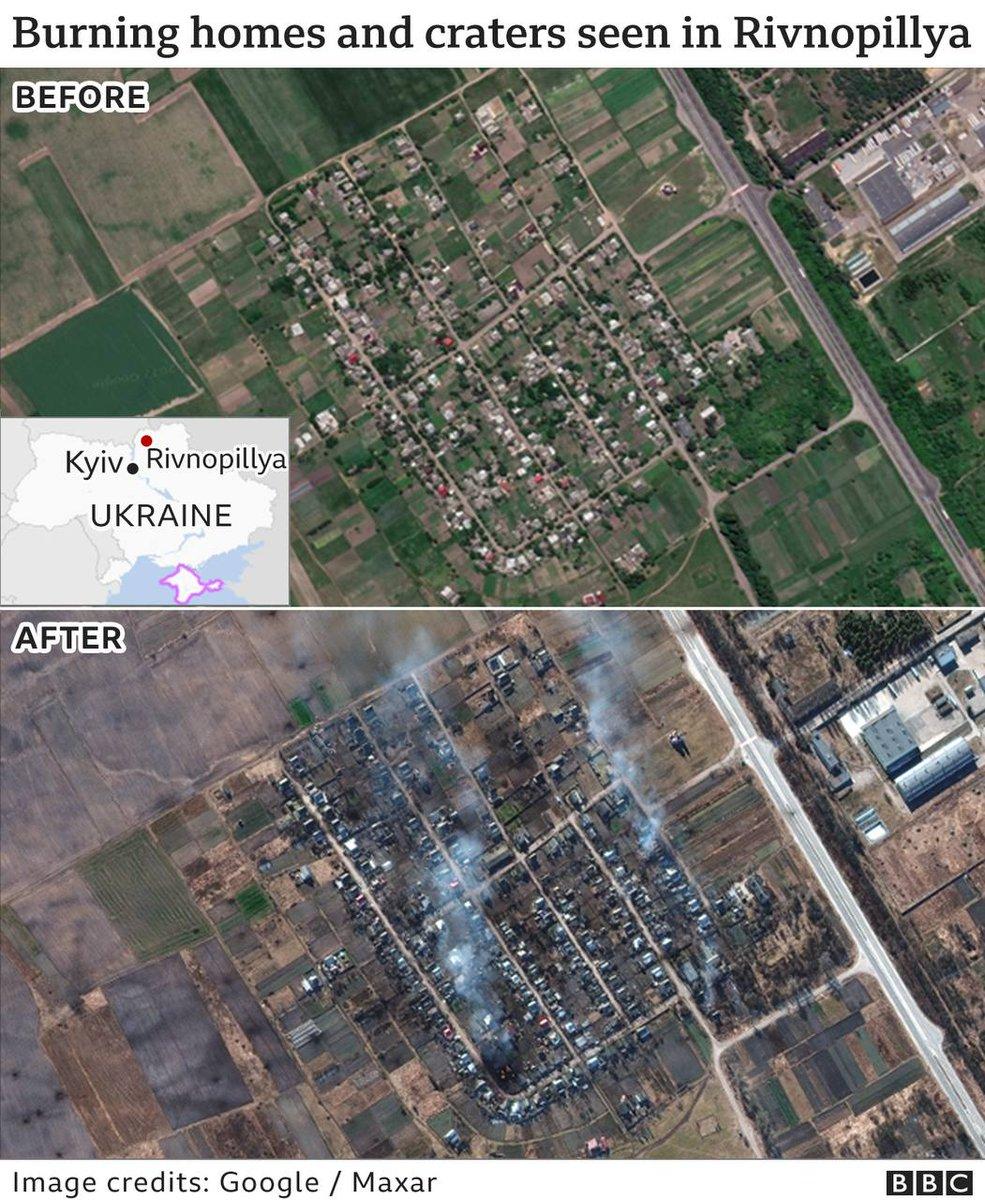 Burning homes and craters seen in Rivnopillya
BEFORE
Kyiv
Rivnopillya
UKRAINE
AFTER
Image credits: Google / Maxar
BBC